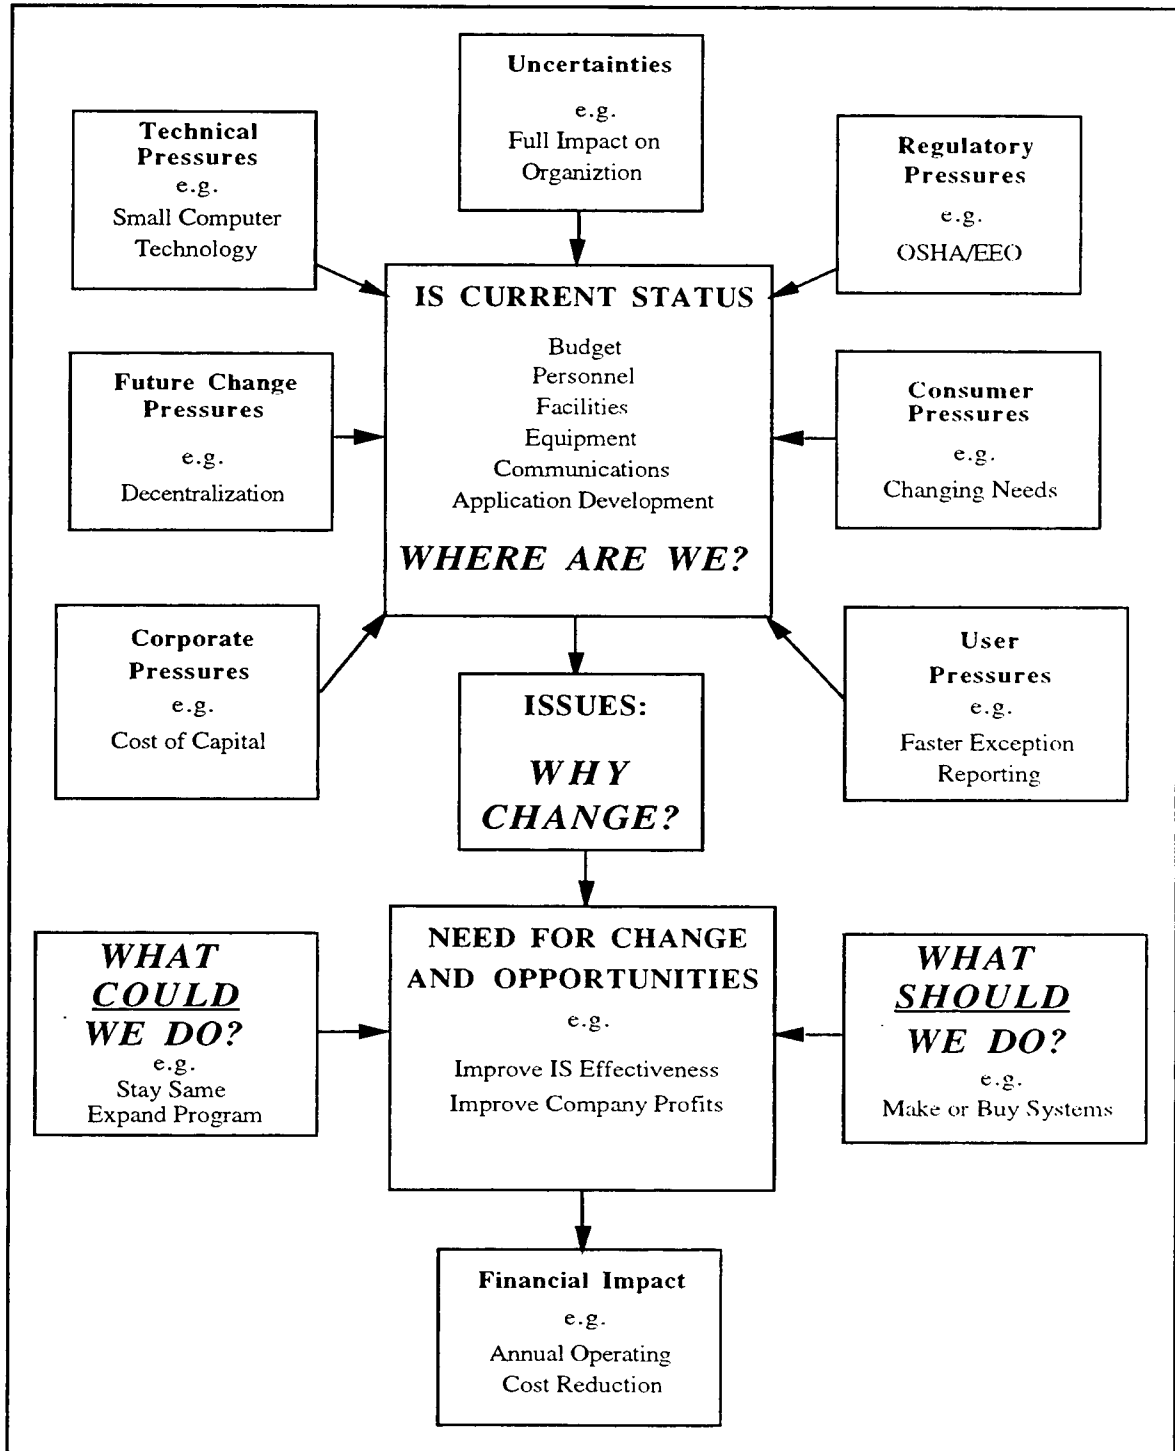 Uncertainties
e.g.
Full Impact on
Organiztion
Technical
Pressures
e.g.
Small Computer
Technology
Regulatory
Pressures
e.g.
OSHA/EEO
IS CURRENT STATUS
Budget
Personnel
Facilities
Equipment
Communications
Application Development
WHERE ARE WE?
Future Change
Pressures
e.g.
Decentralization
Consumer
Pressures
e.g.
Changing Needs
Corporate
Pressures
e.g.
Cost of Capital
User
Pressures
e.g.
Faster Exception
Reporting
ISSUES:
WHY
CHANGE?
NEED FOR CHANGE
AND OPPORTUNITIES
e.g.
Improve IS Effectiveness
Improve Company Profits
WHAT
COULD
WE DO?
e.g.
Stay Same
Expand Program
WHAT
SHOULD
WE DO?
e.g.
Make or Buy Systems
Financial Impact
e.g.
Annual Operating
Cost Reduction